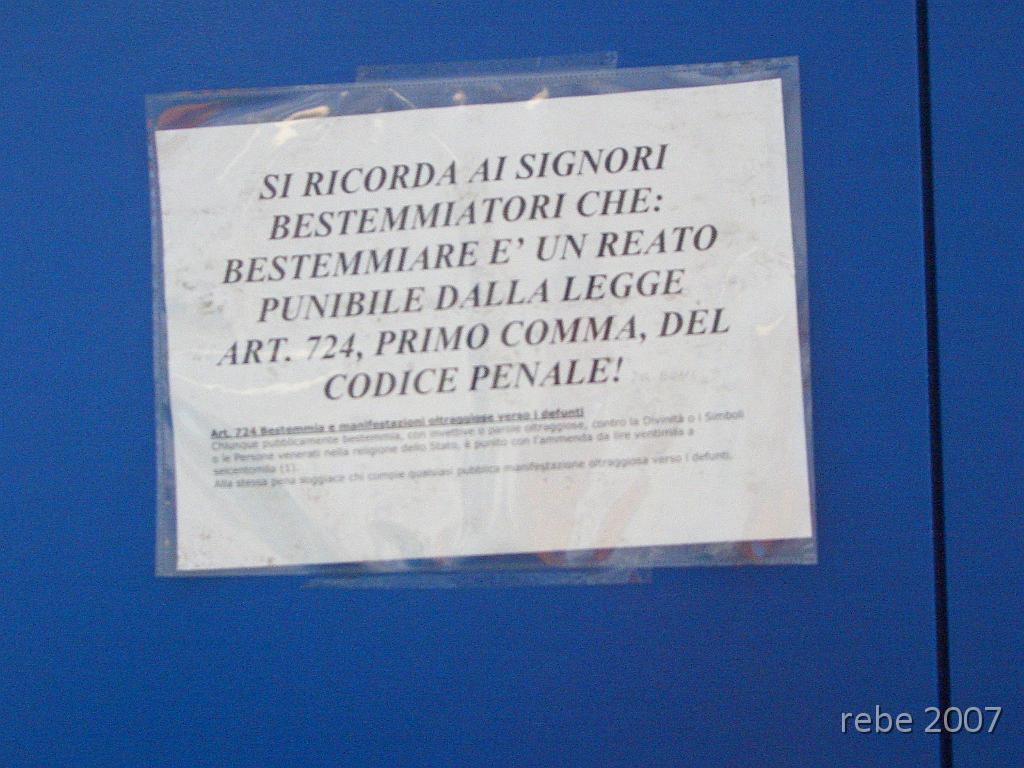 SI RICORDA AI SIGNORI
BESTEMMIATORI CHE:
BESTEMMIARE E' UN REATO
PUNIBILE DALLA LEGGE
ART. 724, PRIMO COMMA, DEL
CODICE PENALE!
Art. 724 Bestemmia e manifestazioni oltraggiose verso i defunti
Chiunque pubblicamente bestemmia, con invettive o parole oltraggiose, contro la Divinità o i Simboli
o le Persone venerati nella religione dello Stato, è punito con l'ammenda da lire ventimila a
seicentomila (1).
Alla stessa pena soggiace chi compie qualsiasi pubblica manifestazione oltraggiosa verso i defunti.
rebe 2007